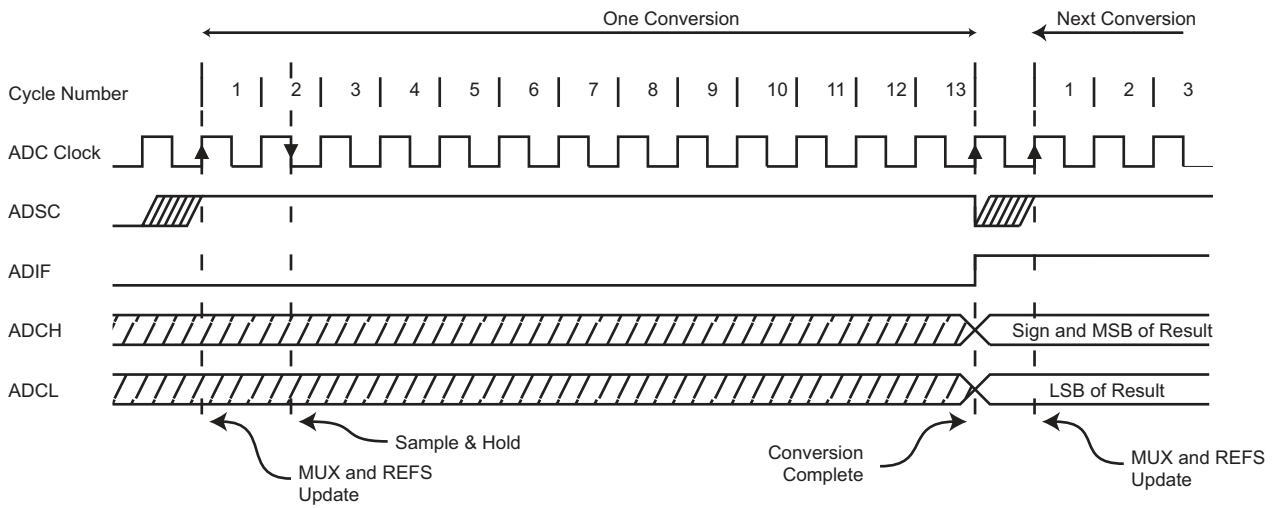 One Conversion
Next Conversion
Cycle Number
1 2 3 4 5 6 7 8 9 10 11 12 13 1 2 3
ADC Clock
ADSC
ADIF
ADCH
Sign and MSB of Result
ADCL
LSB of Result
Sample & Hold
MUX and REFS
Update
Conversion
Complete
MUX and REFS
Update